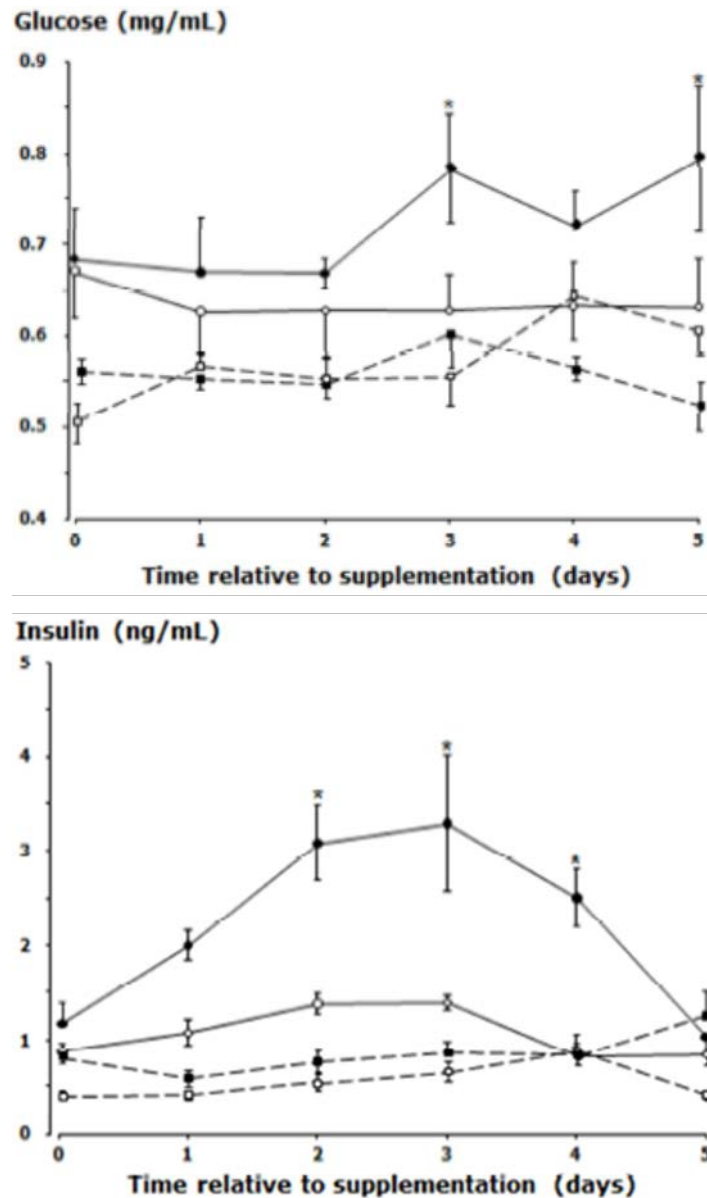 Glucose (mg/mL)
0.9
*
*
0.8
0.7
0.6
0.5
0.4
0 1 2 3 4 5
Time relative to supplementation (days)
Insulin (ng/mL)
5
4
*
*
3
*
2
1
0
0 1 2 3 4 5
Time relative to supplementation (days)